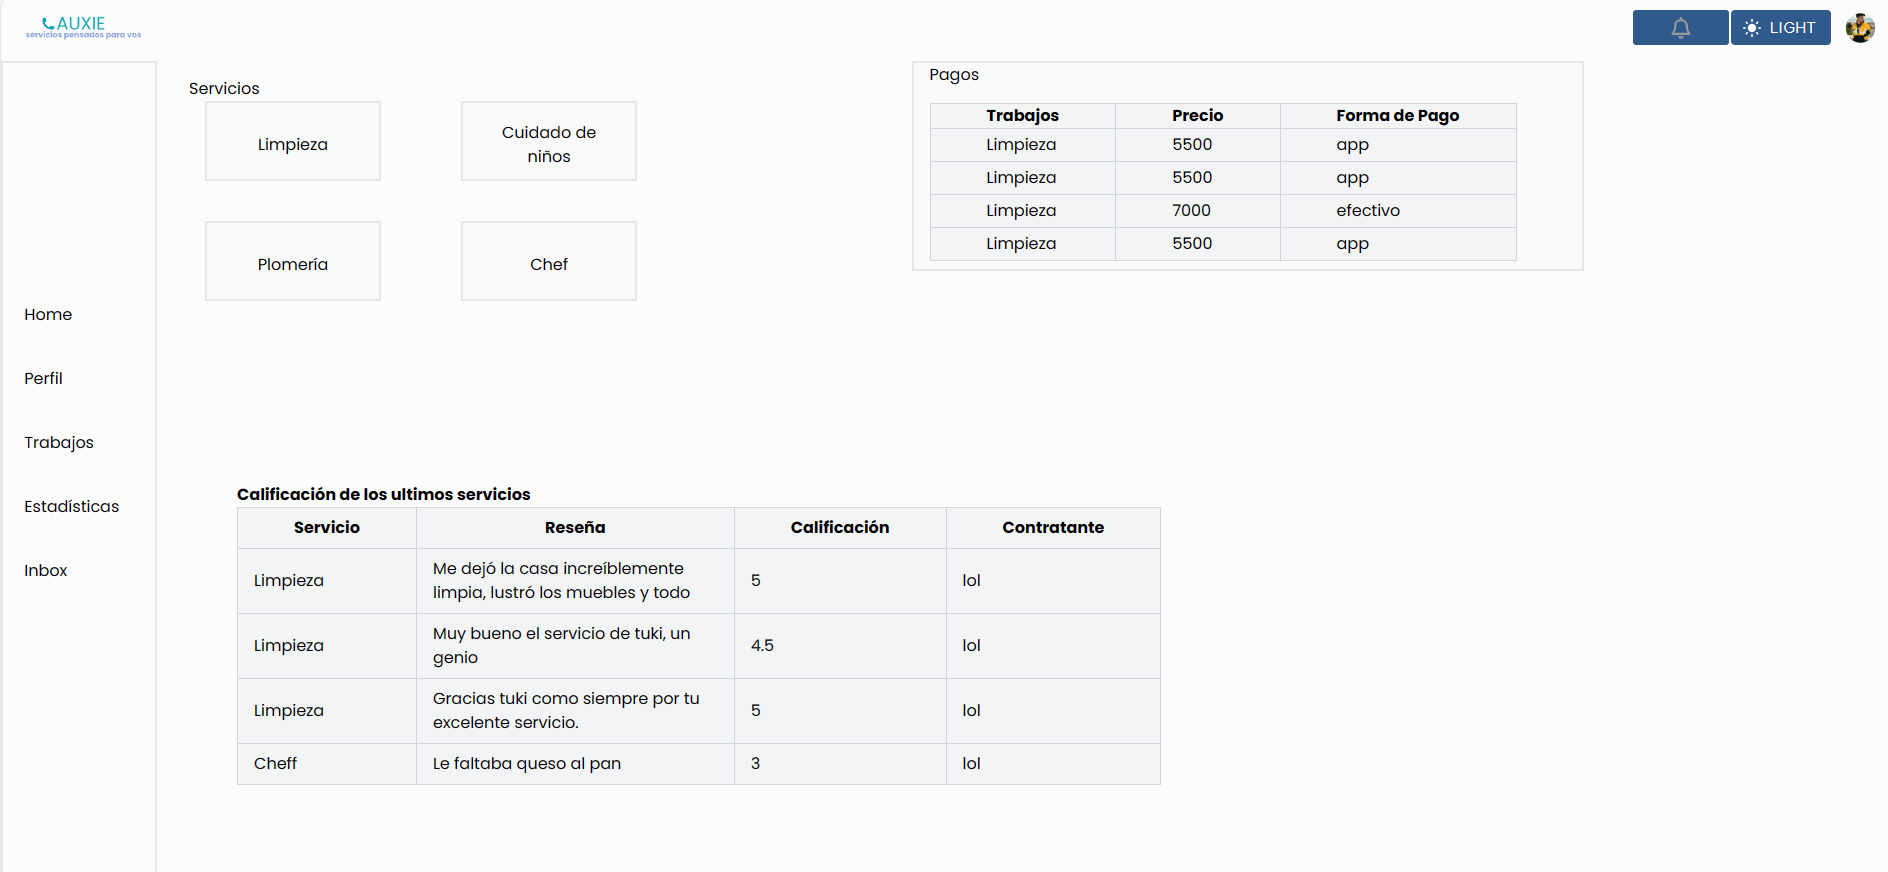 AUXIE
servicios pensados para vos
LIGHT
Home
Perfil
Trabajos
Estadísticas
Inbox
Servicios
Limpieza
Cuidado de
niños
Plomería
Chef
Pagos
Trabajos Precio Forma de Pago
Limpieza 5500 app
Limpieza 5500 app
Limpieza 7000 efectivo
Limpieza 5500 app
Calificación de los ultimos servicios
Servicio Reseña Calificación Contratante
Limpieza Me dejó la casa increíblemente
limpia, lustró los muebles y todo 5 lol
Limpieza Muy bueno el servicio de tuki, un
genio 4.5 lol
Limpieza Gracias tuki como siempre por tu
excelente servicio. 5 lol
Cheff Le faltaba queso al pan 3 lol